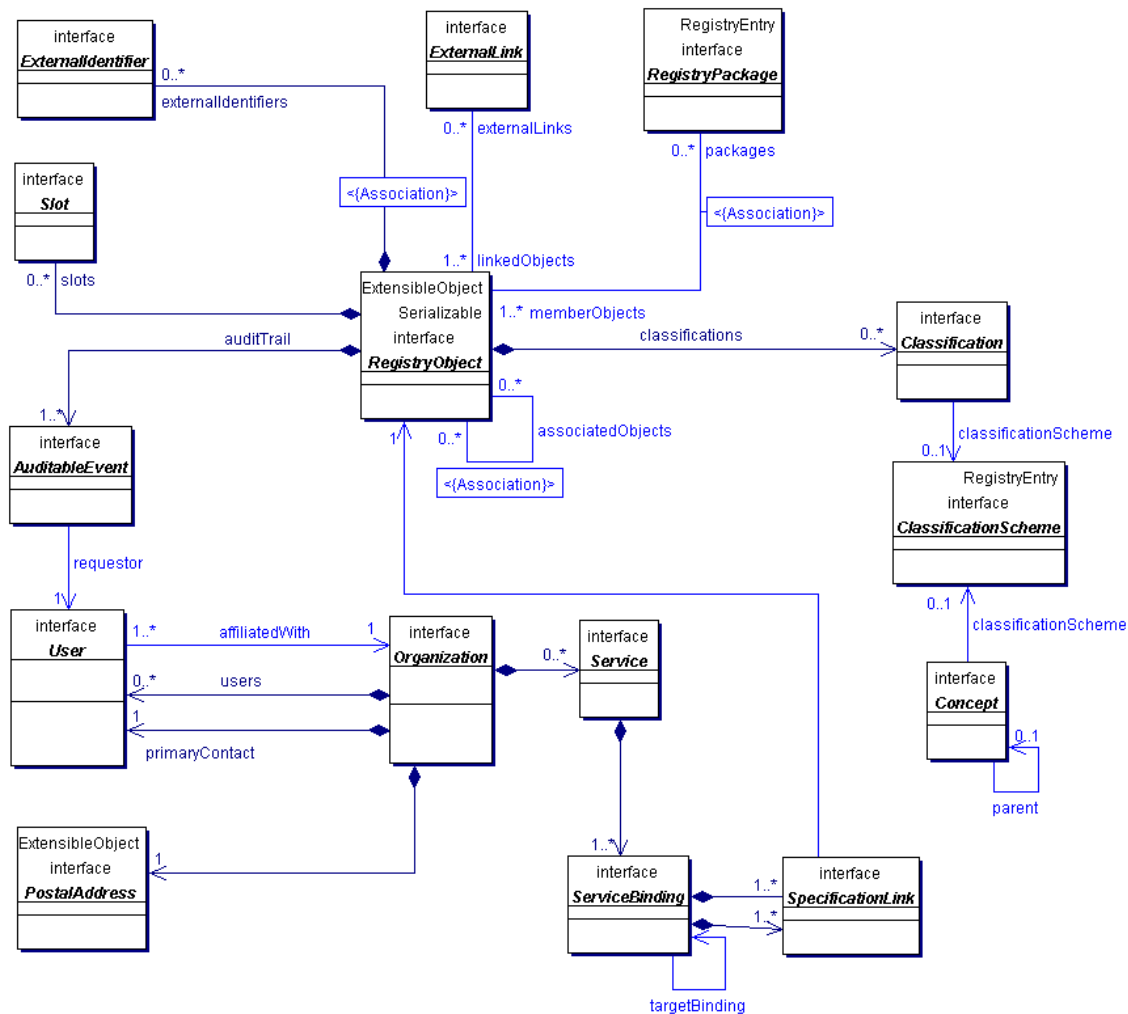 interface
ExternalIdentifier
0..*
externalIdentifiers
interface
ExternalLink
0..* externalLinks
RegistryEntry
interface
RegistryPackage
0..* packages
interface
Slot
0..* slots
<{Association}>
<{Association}>
1..* linkedObjects
ExtensibleObject
Serializable
interface
RegistryObject
1..* memberObjects
auditTrail
1..*
classifications
0..*
interface
Classification
0..*
0..*
associatedObjects
<{Association}>
1
classificationScheme
0..1
interface
AuditableEvent
RegistryEntry
interface
ClassificationScheme
requestor
1
0..1
classificationScheme
interface
User
1..*
affiliatedWith
1
interface
Organization
0..*
interface
Service
0..*
users
1
primaryContact
interface
Concept
0..1
parent
ExtensibleObject
interface
PostalAddress
1
1..*
interface
ServiceBinding
1..*
1..*
interface
SpecificationLink
targetBinding